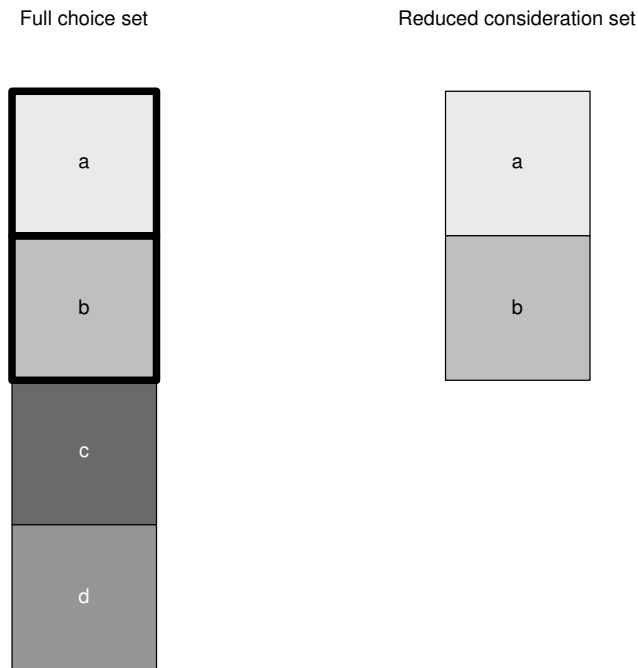 Full choice set
Reduced consideration set
a
a
b
b
c
d